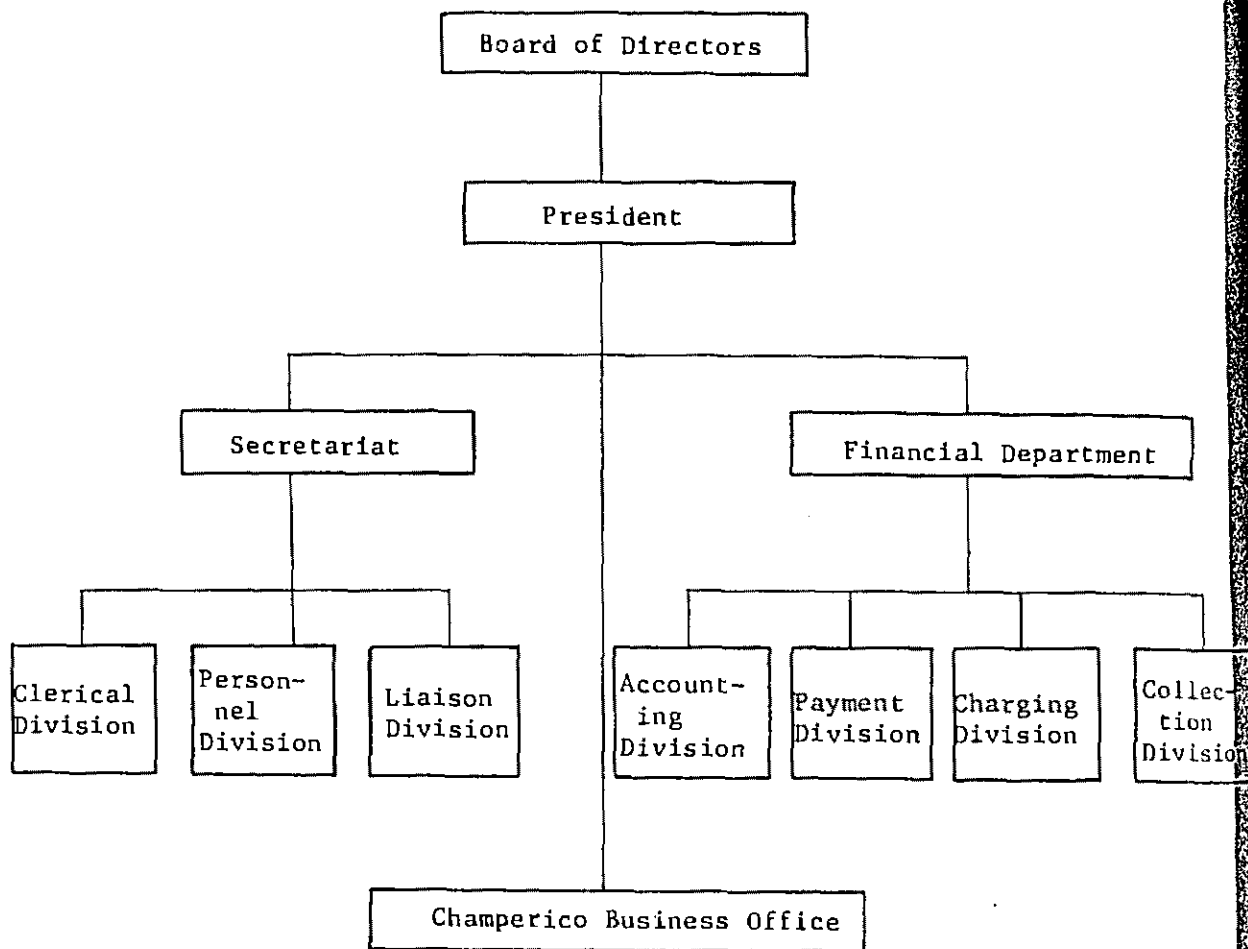 Board of Directors
President
Secretariat
Financial Department
Clerical
Division
Person-
nel
Division
Liaison
Division
Account-
ing
Division
Payment
Division
Charging
Division
Collec-
tion
Division
Champerico Business Office